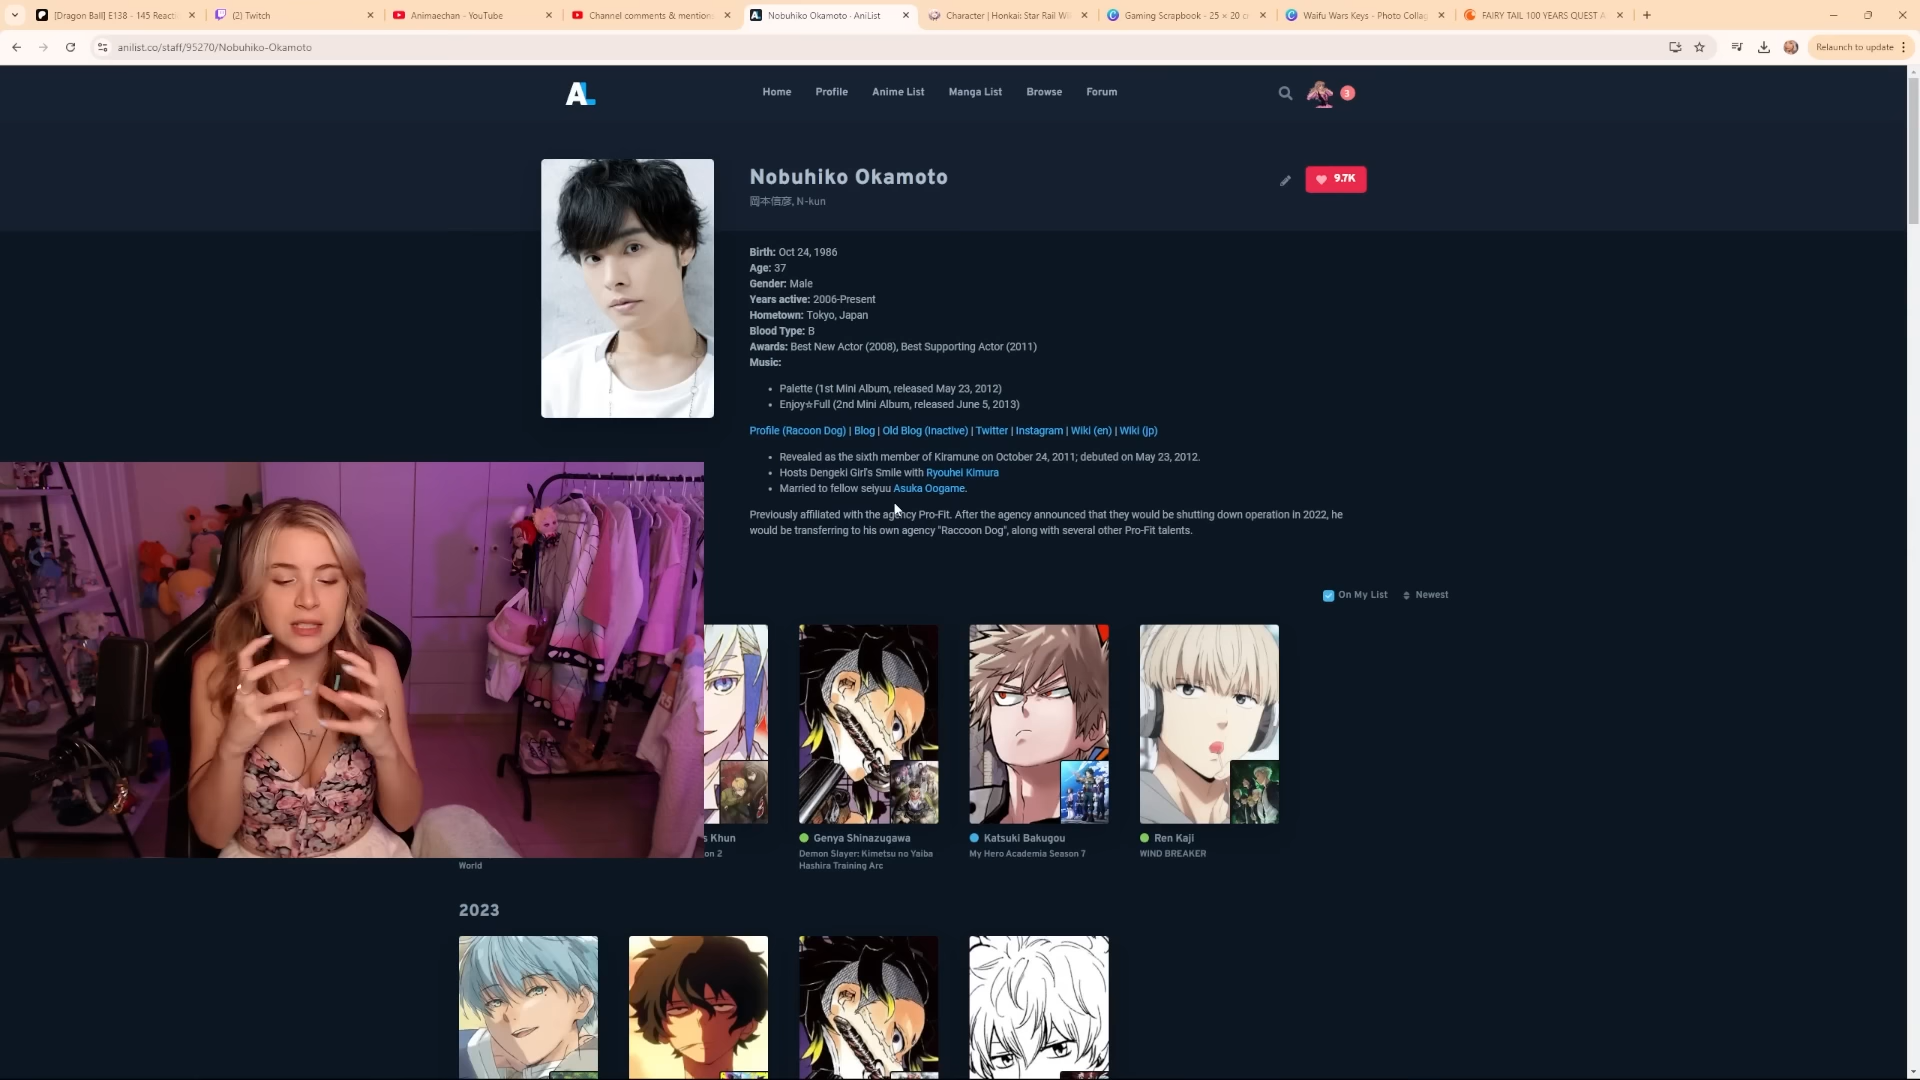 [Dragon Ball] E138 - 145 Reacti
(2) Twitch
Animaechan - YouTube
Channel comments & mentions
Nobuhiko Okamoto · AniList
Character | Honkai: Star Rail Wi
Gaming Scrapbook - 25 × 20 c
Waifu Wars Keys - Photo Collag
FAIRY TAIL 100 YEARS QUEST A
anilist.co/staff/95270/Nobuhiko-Okamoto
Relaunch to update
AL
Home
Profile
Anime List
Manga List
Browse
Forum
3
Nobuhiko Okamoto
9.7K
岡本信彦, N-kun
Birth: Oct 24, 1986
Age: 37
Gender: Male
Years active: 2006-Present
Hometown: Tokyo, Japan
Blood Type: B
Awards: Best New Actor (2008), Best Supporting Actor (2011)
Music:
Palette (1st Mini Album, released May 23, 2012)
Enjoy☆Full (2nd Mini Album, released June 5, 2013)
Profile (Racoon Dog) | Blog | Old Blog (Inactive) | Twitter | Instagram | Wiki (en) | Wiki (jp)
Revealed as the sixth member of Kiramune on October 24, 2011; debuted on May 23, 2012.
Hosts Dengeki Girl's Smile with Ryouhei Kimura
Married to fellow seiyuu Asuka Oogame.
Previously affiliated with the agency Pro-Fit. After the agency announced that they would be shutting down operation in 2022, he
would be transferring to his own agency "Raccoon Dog", along with several other Pro-Fit talents.
On My List
Newest
s Khun
on 2
Genya Shinazugawa
Demon Slayer: Kimetsu no Yaiba
Hashira Training Arc
Katsuki Bakugou
My Hero Academia Season 7
Ren Kaji
WIND BREAKER
World
2023